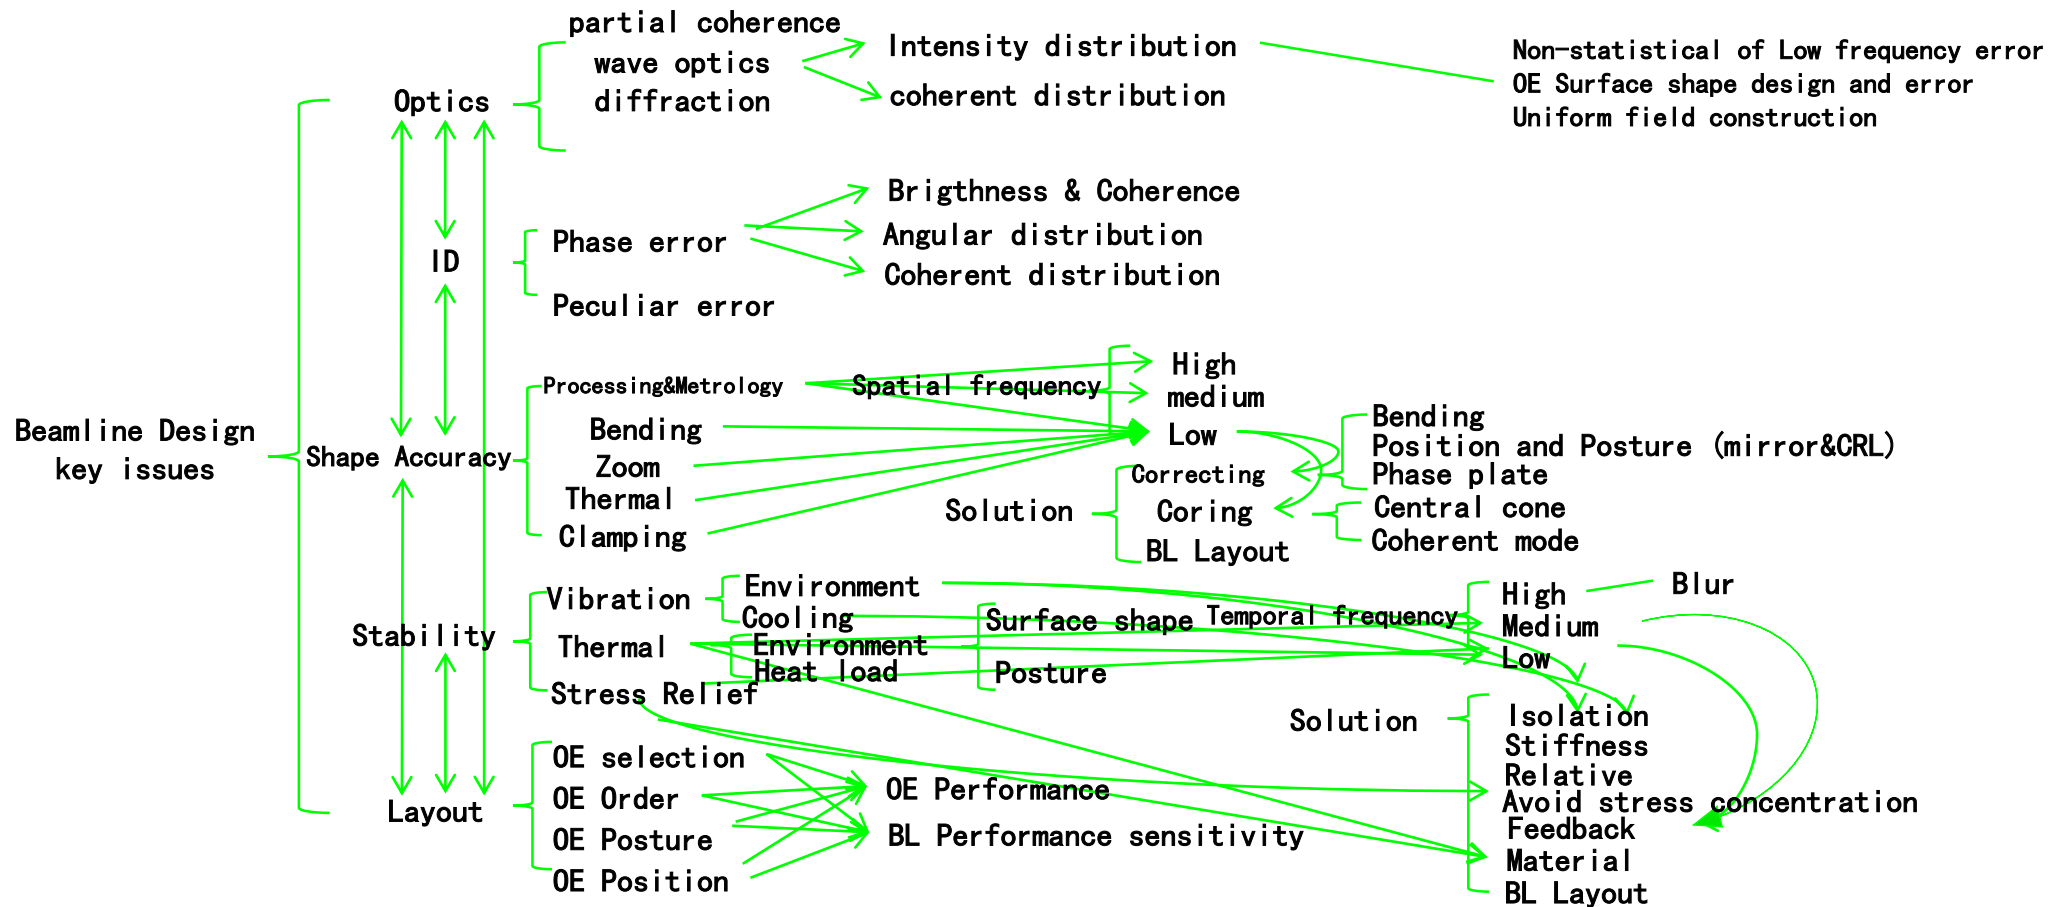 Beamline Design
key issues
Optics
partial coherence
wave optics
diffraction
Intensity distribution
coherent distribution
Non-statistical of Low frequency error
OE Surface shape design and error
Uniform field construction
ID
Phase error
Peculiar error
Brigthness & Coherence
Angular distribution
Coherent distribution
Shape Accuracy
Processing&Metrology
Bending
Zoom
Thermal
Clamping
Spatial frequency
High
medium
Low
Solution
Correcting
Coring
BL Layout
Bending
Position and Posture (mirror&CRL)
Phase plate
Central cone
Coherent mode
Stability
Vibration
Thermal
Stress Relief
Environment
Cooling
Environment
Heat load
Surface shape
Posture
Temporal frequency
High
Medium
Low
Blur
Solution
Isolation
Stiffness
Relative
Avoid stress concentration
Feedback
Material
BL Layout
Layout
OE selection
OE Order
OE Posture
OE Position
OE Performance
BL Performance sensitivity